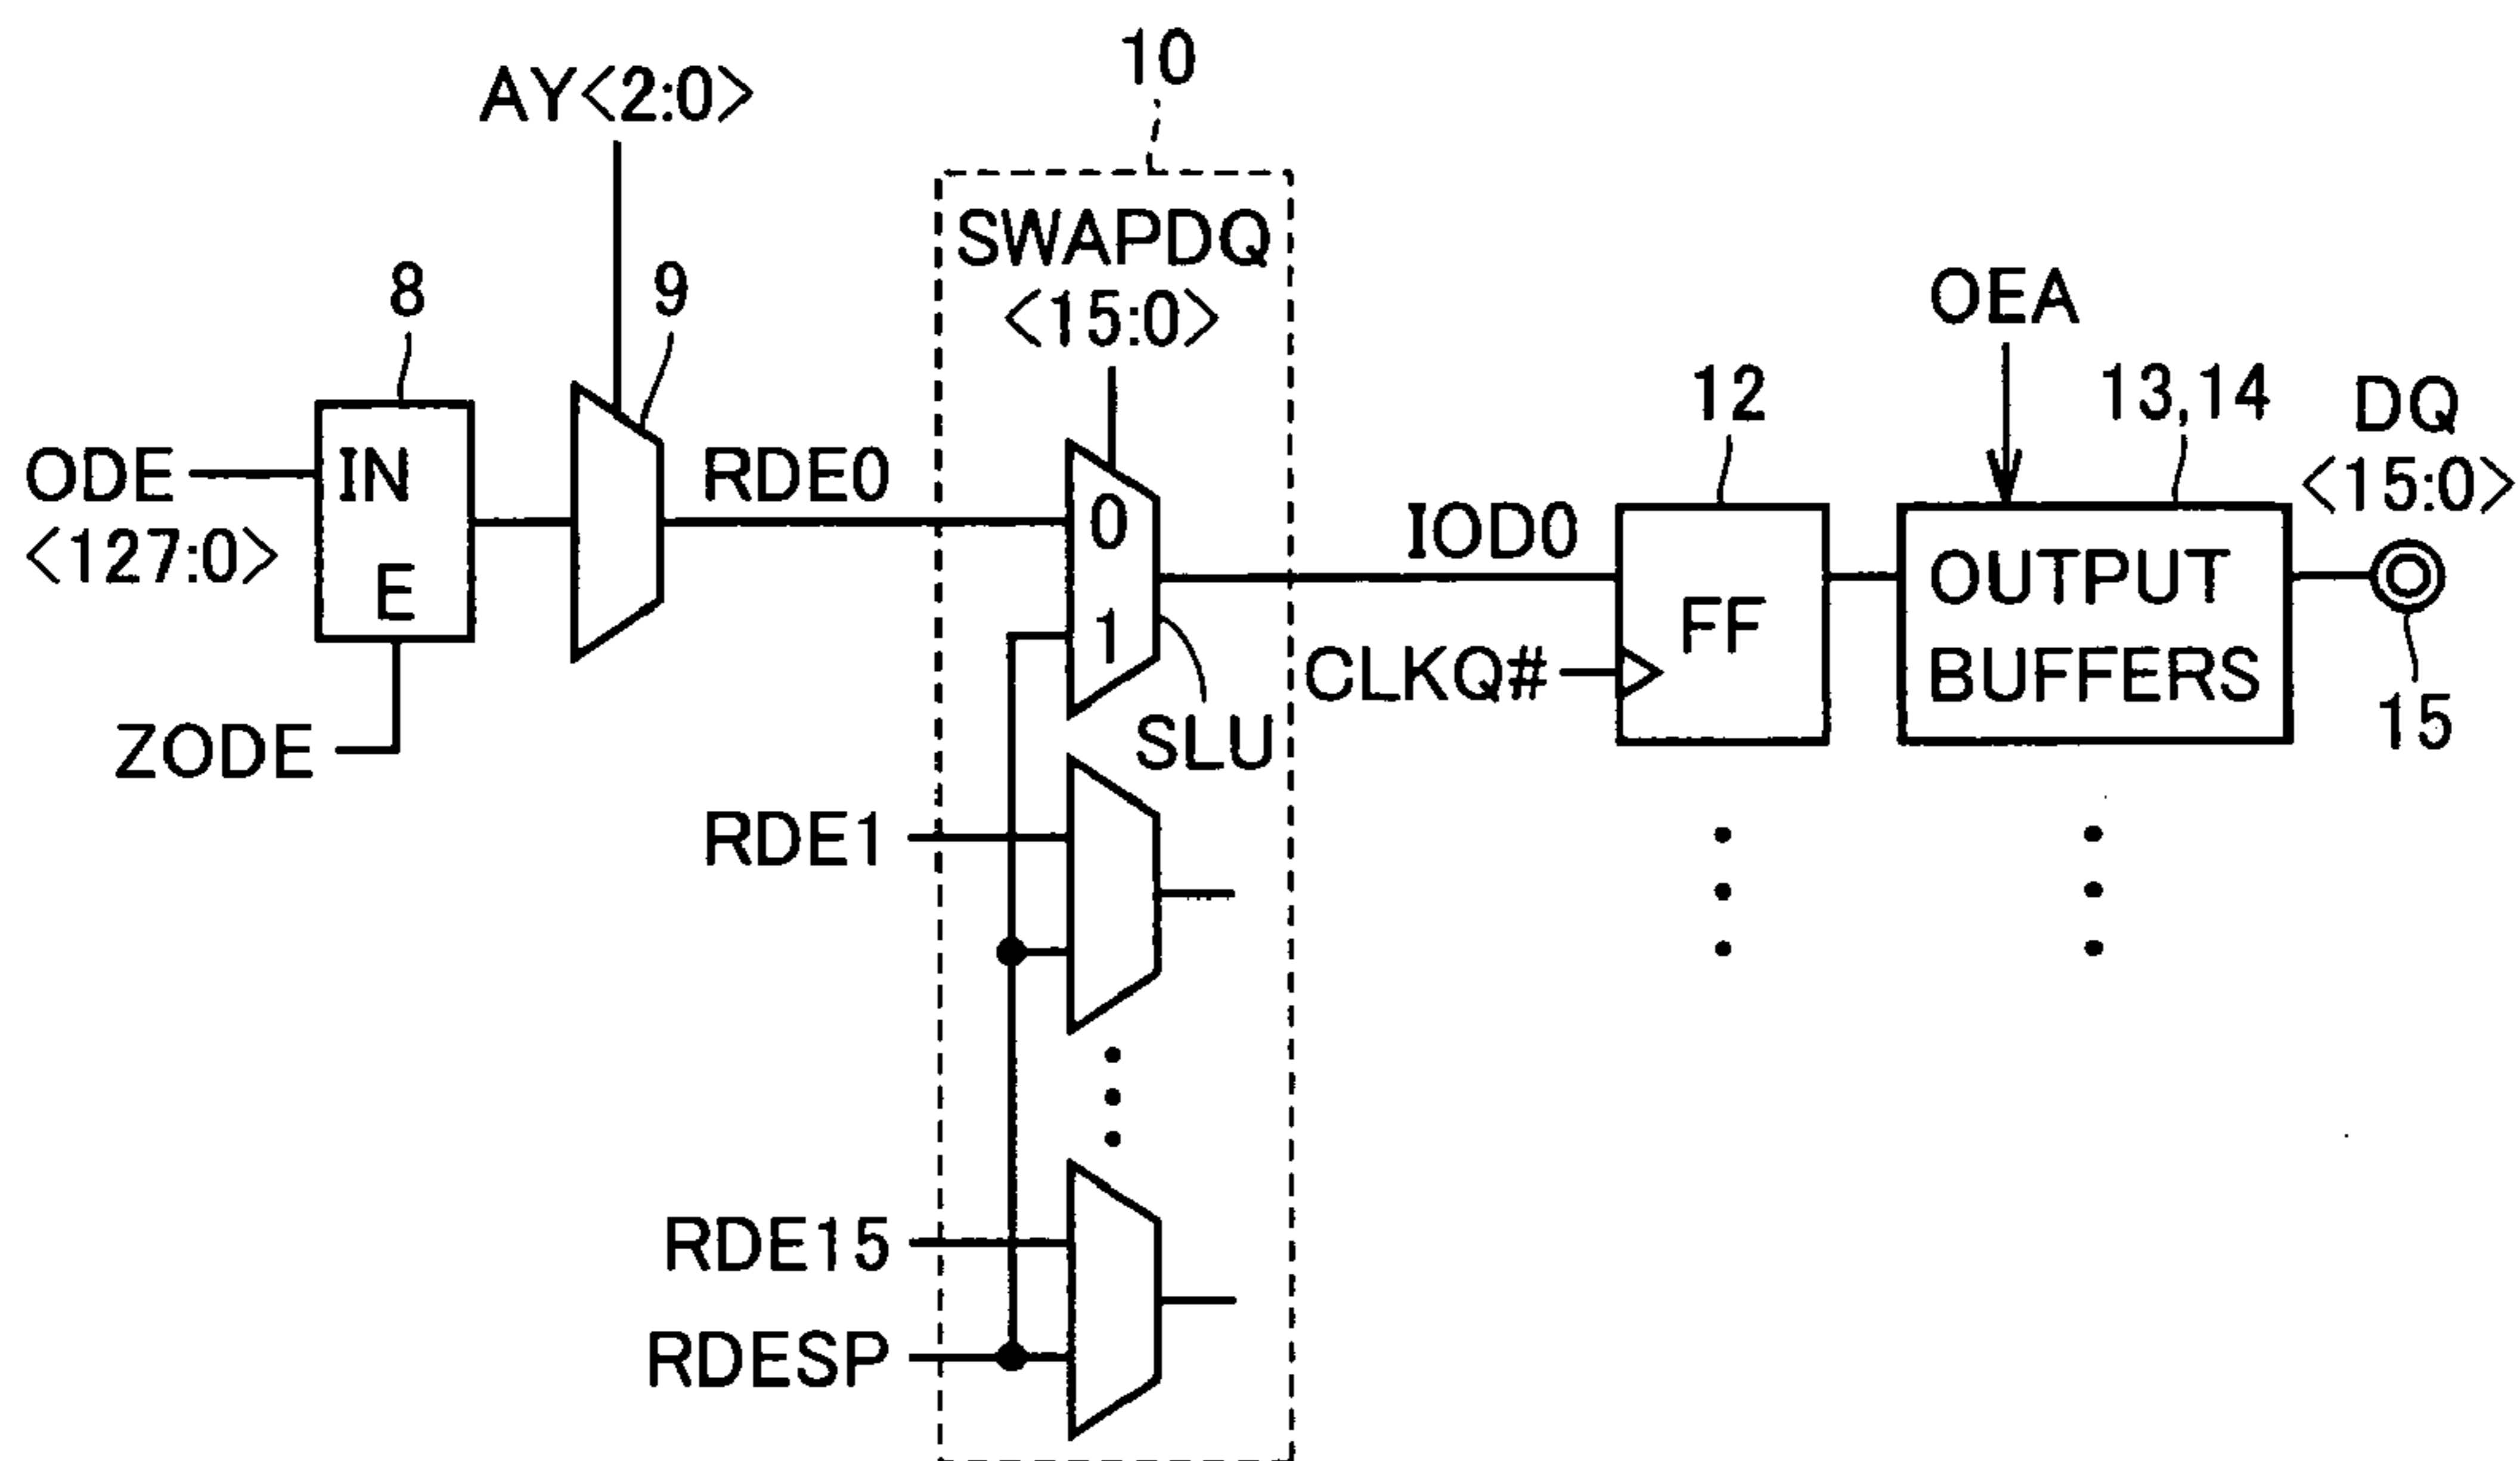 10
AY<2:0>
SWAPDQ
<15:0>
8
9
OEA
12
13,14
DQ
<15:0>
ODE
<127:0>
IN
E
RDE0
0
1
IOD0
FF
CLKQ#
OUTPUT
BUFFERS
15
ZODE
SLU
RDE1
RDE15
RDESP